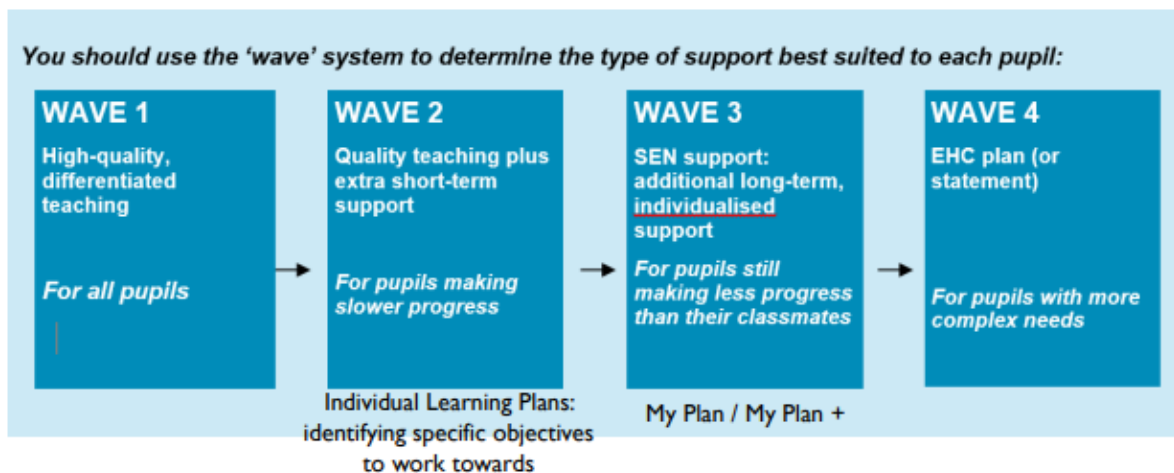 You should use the ‘wave’ system to determine the type of support best suited to each pupil:
WAVE 1
High-quality,
differentiated
teaching
For all pupils
WAVE 2
Quality teaching plus
extra short-term
support
For pupils making
slower progress
Individual Learning Plans:
identifying specific objectives
to work towards
WAVE 3
SEN support:
additional long-term,
individualised
support
For pupils still
making less progress
than their classmates
My Plan / My Plan +
WAVE 4
EHC plan (or
statement)
For pupils with more
complex needs